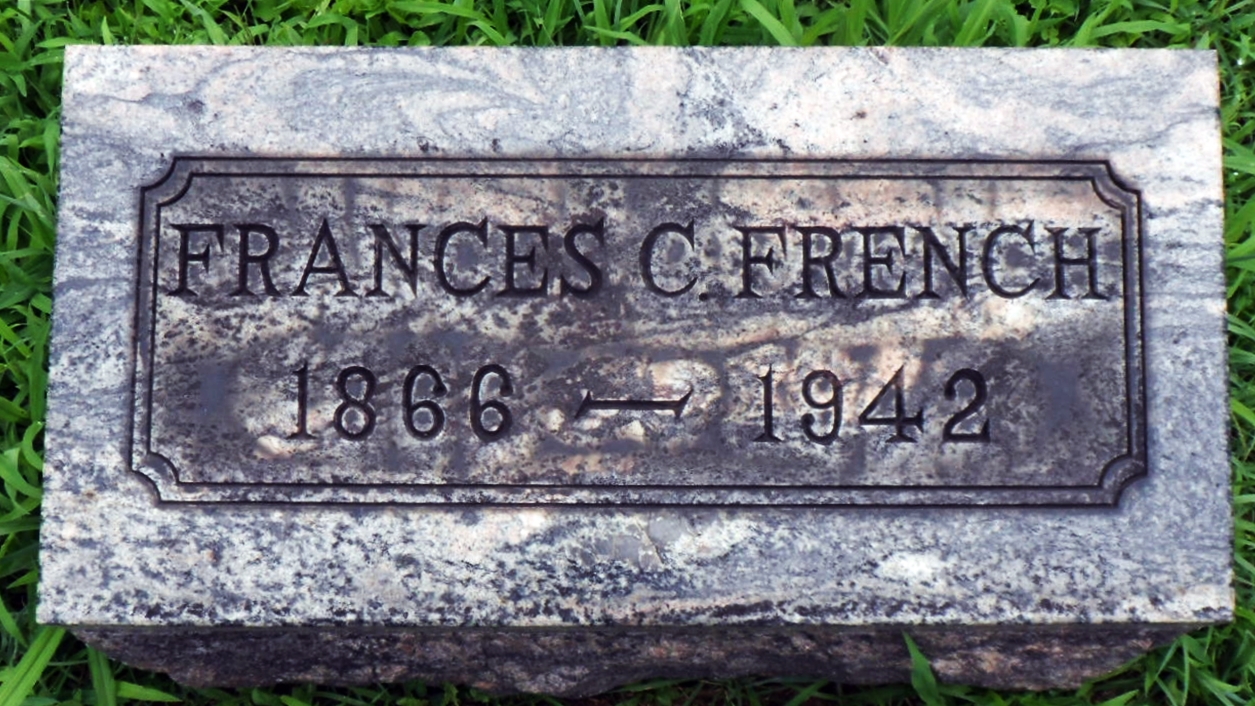 FRANCES C. FRENCH
1866 — 1942